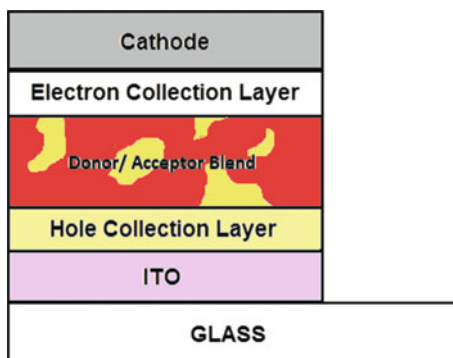 Cathode
Electron Collection Layer
Donor/ Acceptor Blend
Hole Collection Layer
ITO
GLASS